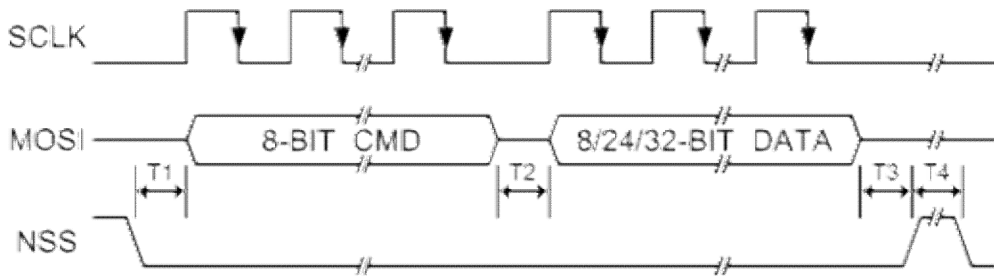 SCLK
MOSI
8-BIT CMD
8/24/32-BIT DATA
T1
T2
T3
T4
NSS